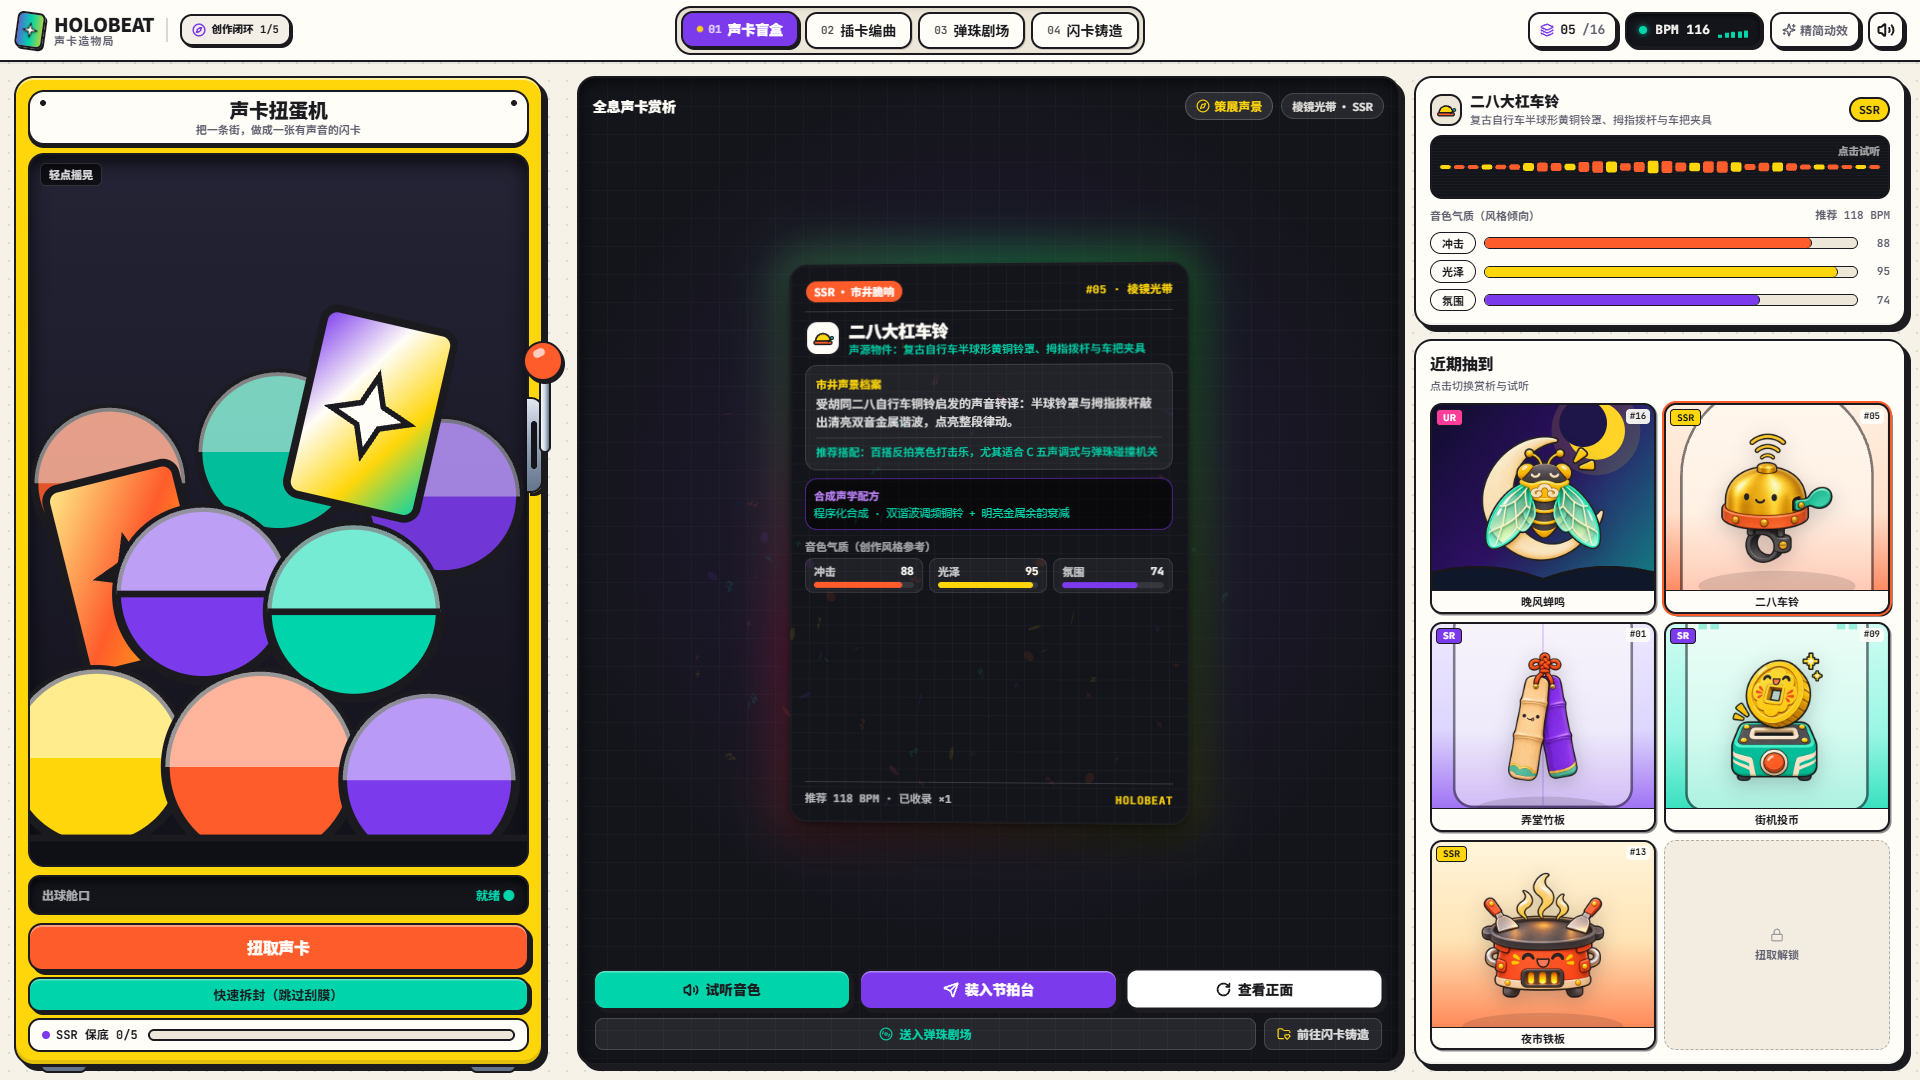 HOLOBEAT
声卡造物局
创作闭环 1/5
01 声卡盲盒
02 插卡编曲
03 弹珠剧场
04 闪卡铸造
05 /16
BPM 116
精简动效
声卡扭蛋机
把一条街，做成一张有声音的闪卡
轻点摇晃
出球舱口
就绪
扭取声卡
快速拆封（跳过刮膜）
SSR 保底 0/5
全息声卡赏析
策展声景
棱镜光带 · SSR
SSR · 市井脆响
#05 · 棱镜光带
二八大杠车铃
声源物件：复古自行车半球形黄铜铃罩、拇指拨杆与车把夹具
市井声景档案
受胡同二八自行车铜铃启发的声音转译：半球铃罩与拇指拨杆敲
出清亮双音金属谐波，点亮整段律动。
推荐搭配：百搭反拍亮色打击乐，尤其适合 C 五声调式与弹珠碰撞机关
合成声学配方
程序化合成 · 双谐波调频铜铃 + 明亮金属余韵衰减
音色气质（创作风格参考）
冲击 88
光泽 95
氛围 74
推荐 118 BPM · 已收录 ×1
HOLOBEAT
试听音色
装入节拍台
查看正面
送入弹珠剧场
前往闪卡铸造
二八大杠车铃
复古自行车半球形黄铜铃罩、拇指拨杆与车把夹具
SSR
点击试听
音色气质（风格倾向）
推荐 118 BPM
冲击 88
光泽 95
氛围 74
近期抽到
点击切换赏析与试听
UR #16
晚风蝉鸣
SSR #05
二八车铃
SR #01
弄堂竹板
SR #09
街机投币
SSR #13
夜市铁板
扭取解锁